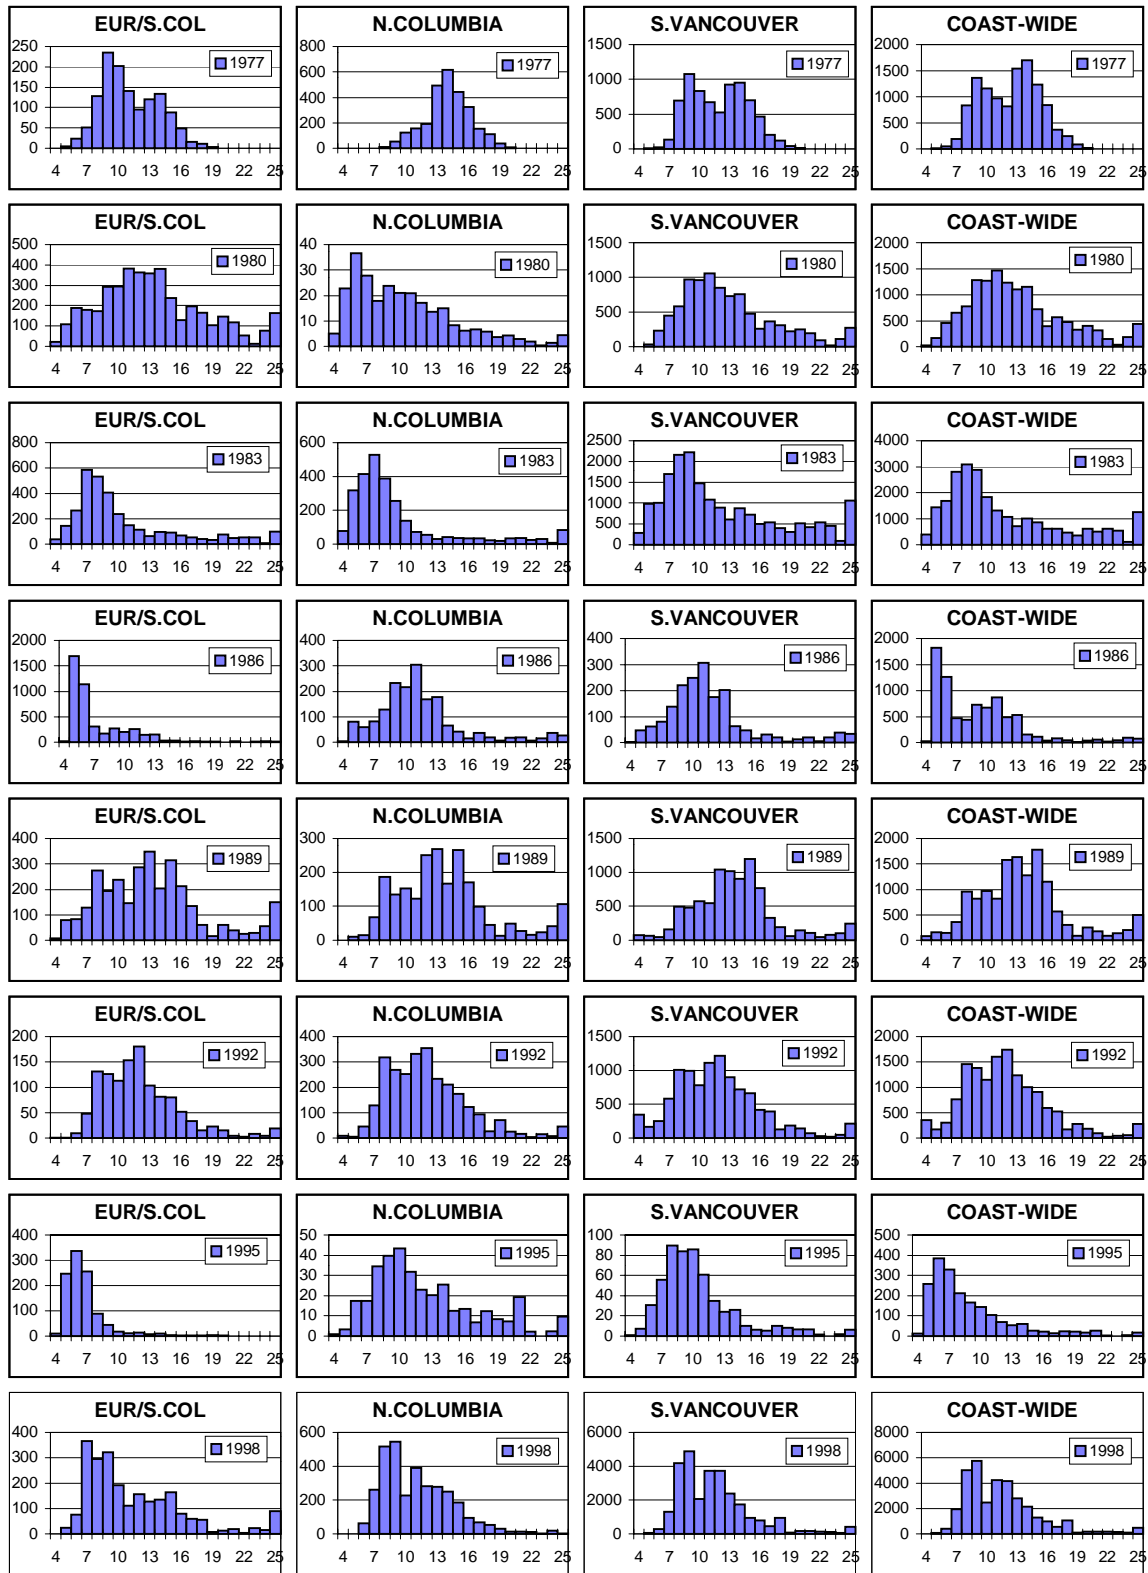 EUR/S.COL N.COLUMBIA S.VANCOUVER COAST-WIDE
250 200 150 100 50 0 1977 800 600 400 200 0 1977 1500 1000 500 0 1977 2000 1500 1000 500 0 1977
4 7 10 13 16 19 22 25 4 7 10 13 16 19 22 25 4 7 10 13 16 19 22 25 4 7 10 13 16 19 22 25
EUR/S.COL N.COLUMBIA S.VANCOUVER COAST-WIDE
500 400 300 200 100 0 1980 40 30 20 10 0 1980 1500 1000 500 0 1980 2000 1500 1000 500 0 1980
4 7 10 13 16 19 22 25 4 7 10 13 16 19 22 25 4 7 10 13 16 19 22 25 4 7 10 13 16 19 22 25
EUR/S.COL N.COLUMBIA S.VANCOUVER COAST-WIDE
800 600 400 200 0 1983 600 400 200 0 1983 2500 2000 1500 1000 500 0 1983 4000 3000 2000 1000 0 1983
4 7 10 13 16 19 22 25 4 7 10 13 16 19 22 25 4 7 10 13 16 19 22 25 4 7 10 13 16 19 22 25
EUR/S.COL N.COLUMBIA S.VANCOUVER COAST-WIDE
2000 1500 1000 500 0 1986 400 300 200 100 0 1986 400 300 200 100 0 1986 2000 1500 1000 500 0 1986
4 7 10 13 16 19 22 25 4 7 10 13 16 19 22 25 4 7 10 13 16 19 22 25 4 7 10 13 16 19 22 25
EUR/S.COL N.COLUMBIA S.VANCOUVER COAST-WIDE
400 300 200 100 0 1989 300 200 100 0 1989 1500 1000 500 0 1989 2000 1500 1000 500 0 1989
4 7 10 13 16 19 22 25 4 7 10 13 16 19 22 25 4 7 10 13 16 19 22 25 4 7 10 13 16 19 22 25
EUR/S.COL N.COLUMBIA S.VANCOUVER COAST-WIDE
200 150 100 50 0 1992 400 300 200 100 0 1992 1500 1000 500 0 1992 2000 1500 1000 500 0 1992
4 7 10 13 16 19 22 25 4 7 10 13 16 19 22 25 4 7 10 13 16 19 22 25 4 7 10 13 16 19 22 25
EUR/S.COL N.COLUMBIA S.VANCOUVER COAST-WIDE
400 300 200 100 0 1995 50 40 30 20 10 0 1995 100 80 60 40 20 0 1995 500 400 300 200 100 0 1995
4 7 10 13 16 19 22 25 4 7 10 13 16 19 22 25 4 7 10 13 16 19 22 25 4 7 10 13 16 19 22 25
EUR/S.COL N.COLUMBIA S.VANCOUVER COAST-WIDE
400 300 200 100 0 1998 600 400 200 0 1998 6000 4000 2000 0 1998 8000 6000 4000 2000 0 1998
4 7 10 13 16 19 22 25 4 7 10 13 16 19 22 25 4 7 10 13 16 19 22 25 4 7 10 13 16 19 22 25